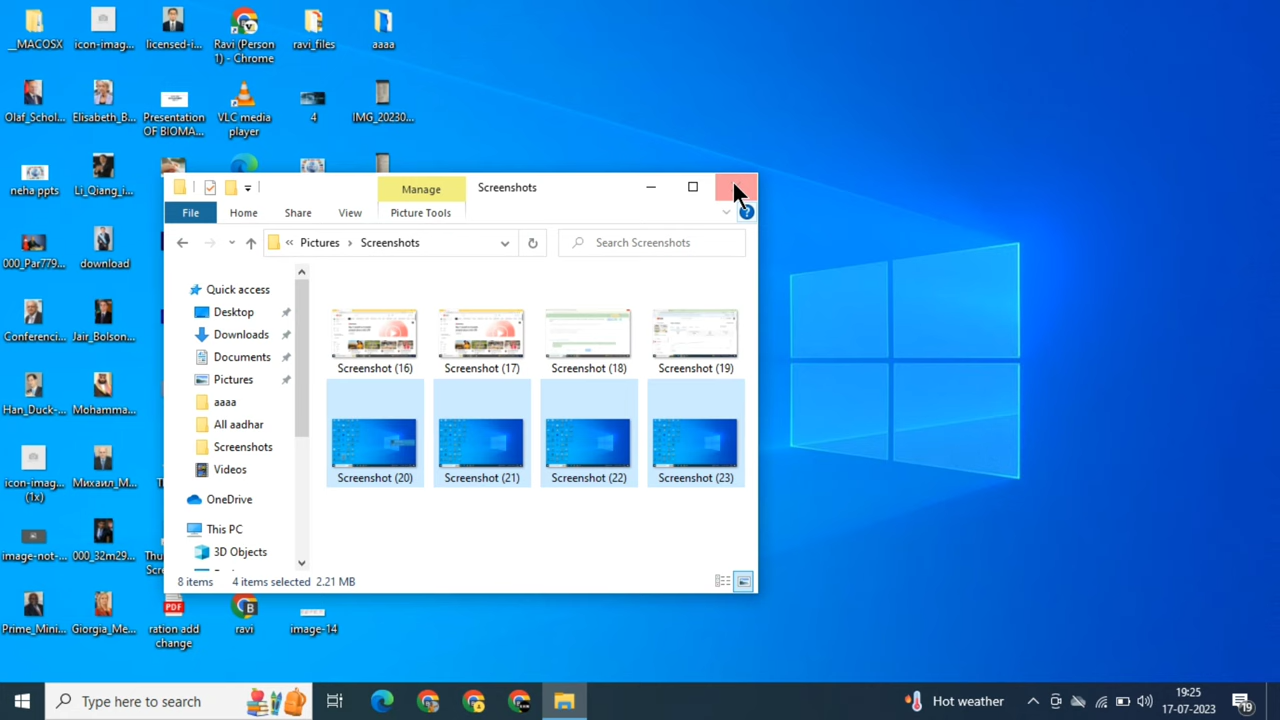 __MACOSX
icon-imag...
licensed-i...
Ravi (Person
1) - Chrome
ravi_files
aaaa
Olaf_Schol...
Elisabeth_B...
Presentation
OF BIOMA...
VLC media
player
4
IMG_20230...
neha ppts
Li_Qiang_i...
000_Par779...
download
Conferenci...
Jair_Bolson...
Han_Duck-...
Mohamma...
icon-imag...
(1x)
Михаил_М...
image-not-...
000_32m29...
Prime_Mini...
Giorgia_Me...
PDF
ration add
change
ravi
image-14
Manage
Screenshots
File
Home
Share
View
Picture Tools
« Pictures > Screenshots
Search Screenshots
Quick access
Desktop
Downloads
Documents
Pictures
aaaa
All aadhar
Screenshots
Videos
OneDrive
This PC
3D Objects
Screenshot (16)
Screenshot (17)
Screenshot (18)
Screenshot (19)
Screenshot (20)
Screenshot (21)
Screenshot (22)
Screenshot (23)
8 items
4 items selected 2.21 MB
Type here to search
Hot weather
19:25
17-07-2023
19